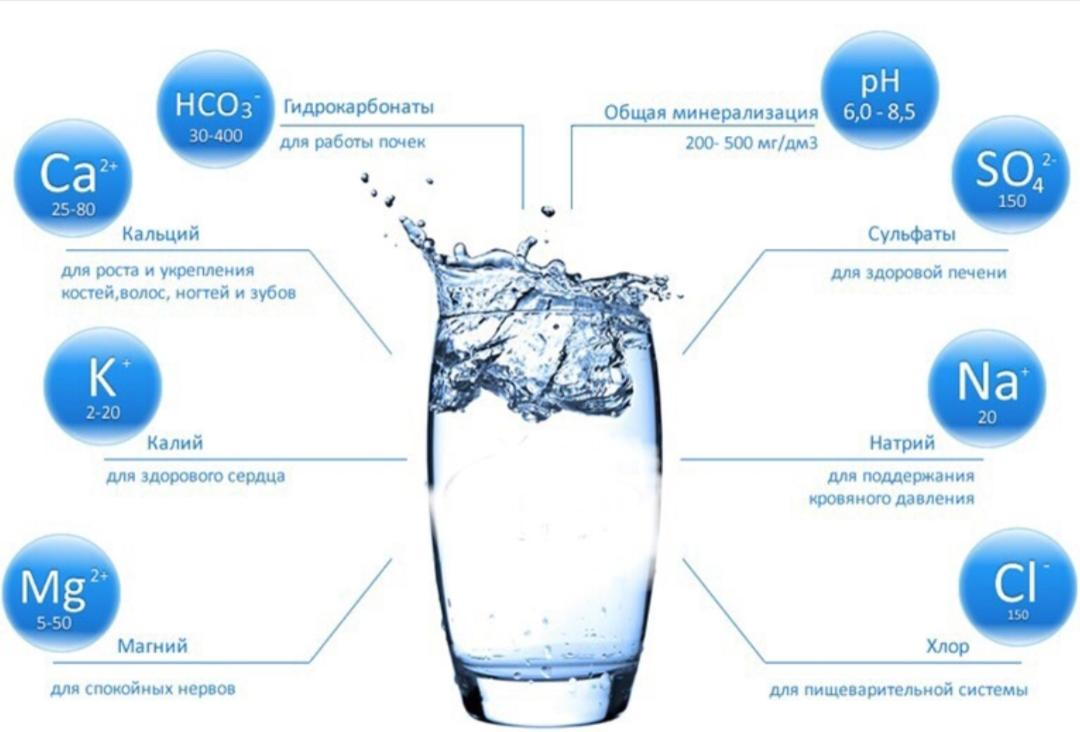 HCO₃⁻
30-400
Гидрокарбонаты
для работы почек
Ca²⁺
25-80
Кальций
для роста и укрепления
костей,волос, ногтей и зубов
K⁺
2-20
Калий
для здорового сердца
Mg²⁺
5-50
Магний
для спокойных нервов
pH
6,0 - 8,5
Общая минерализация
200- 500 мг/дм3
SO₄²⁻
150
Сульфаты
для здоровой печени
Na⁺
20
Натрий
для поддержания
кровяного давления
Cl⁻
150
Хлор
для пищеварительной системы